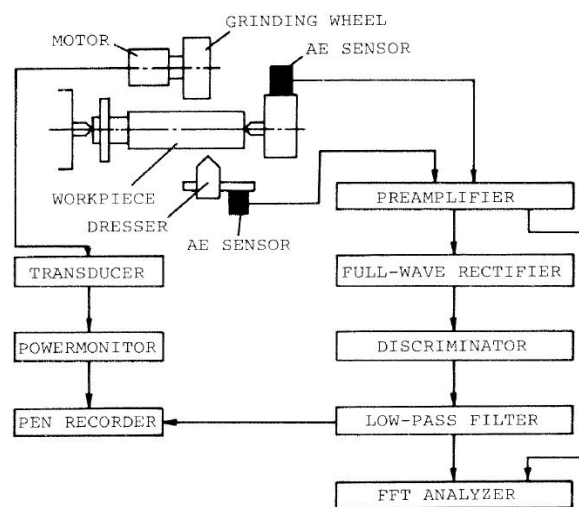 GRINDING WHEEL
MOTOR
AE SENSOR
WORKPIECE
DRESSER
AE SENSOR
PREAMPLIFIER
TRANSDUCER
FULL-WAVE RECTIFIER
POWERMONITOR
DISCRIMINATOR
PEN RECORDER
LOW-PASS FILTER
FFT ANALYZER